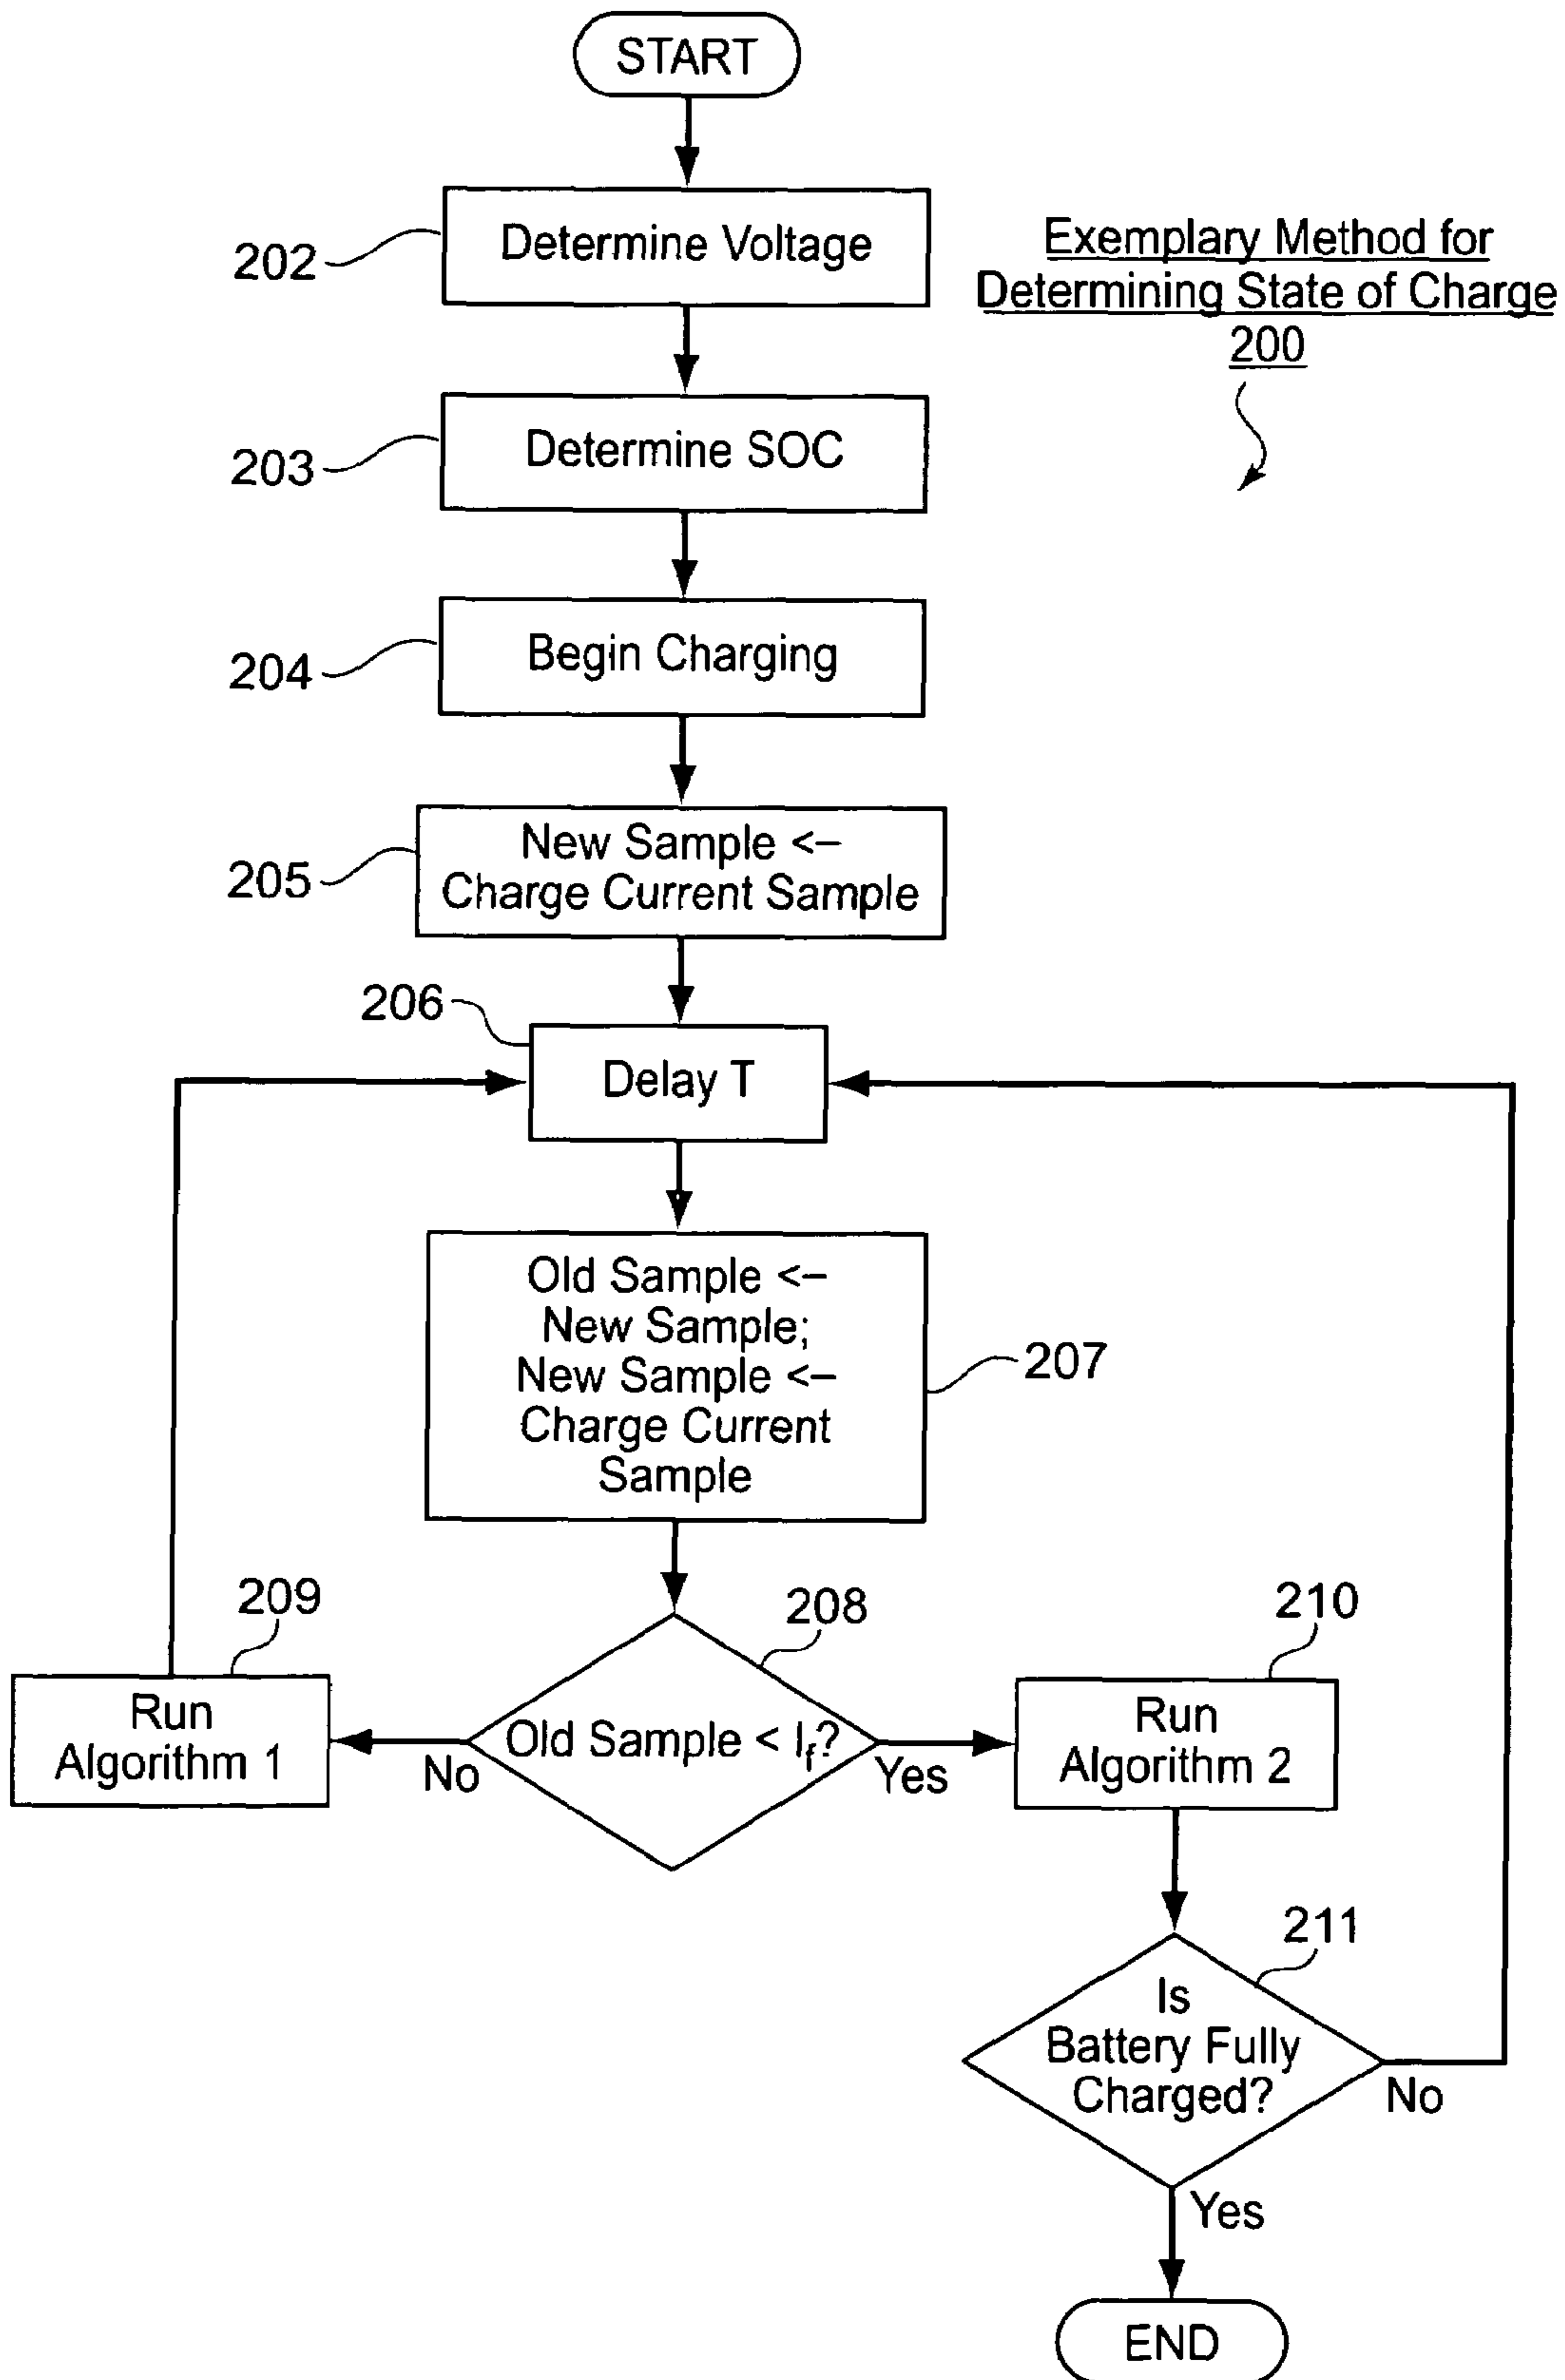 START
202
Determine Voltage
Exemplary Method for
Determining State of Charge
200
203
Determine SOC
204
Begin Charging
205
New Sample <–
Charge Current Sample
206
Delay T
Old Sample <–
New Sample;
New Sample <–
Charge Current
Sample
207
209
Run
Algorithm 1
208
Old Sample < If?
No
Yes
210
Run
Algorithm 2
211
Is
Battery Fully
Charged?
No
Yes
END